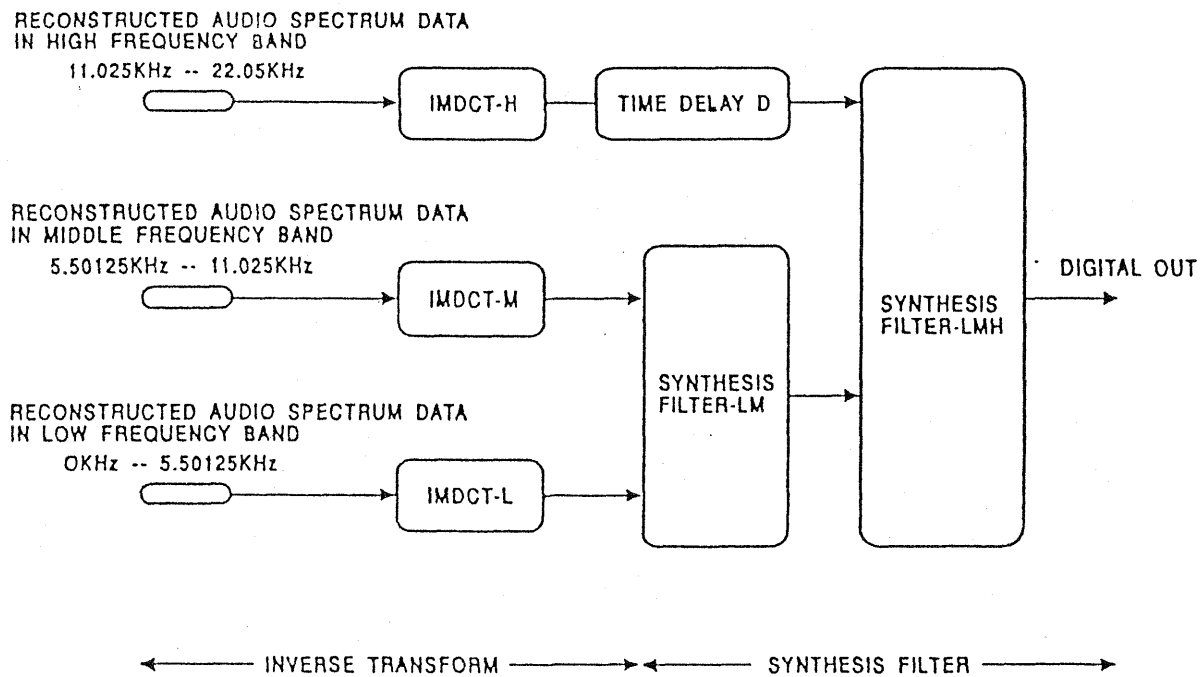 RECONSTRUCTED AUDIO SPECTRUM DATA
IN HIGH FREQUENCY BAND
11.025KHz -- 22.05KHz
IMDCT-H
TIME DELAY D
RECONSTRUCTED AUDIO SPECTRUM DATA
IN MIDDLE FREQUENCY BAND
5.50125KHz -- 11.025KHz
IMDCT-M
DIGITAL OUT
SYNTHESIS
FILTER-LMH
SYNTHESIS
FILTER-LM
RECONSTRUCTED AUDIO SPECTRUM DATA
IN LOW FREQUENCY BAND
0KHz -- 5.50125KHz
IMDCT-L
INVERSE TRANSFORM
SYNTHESIS FILTER